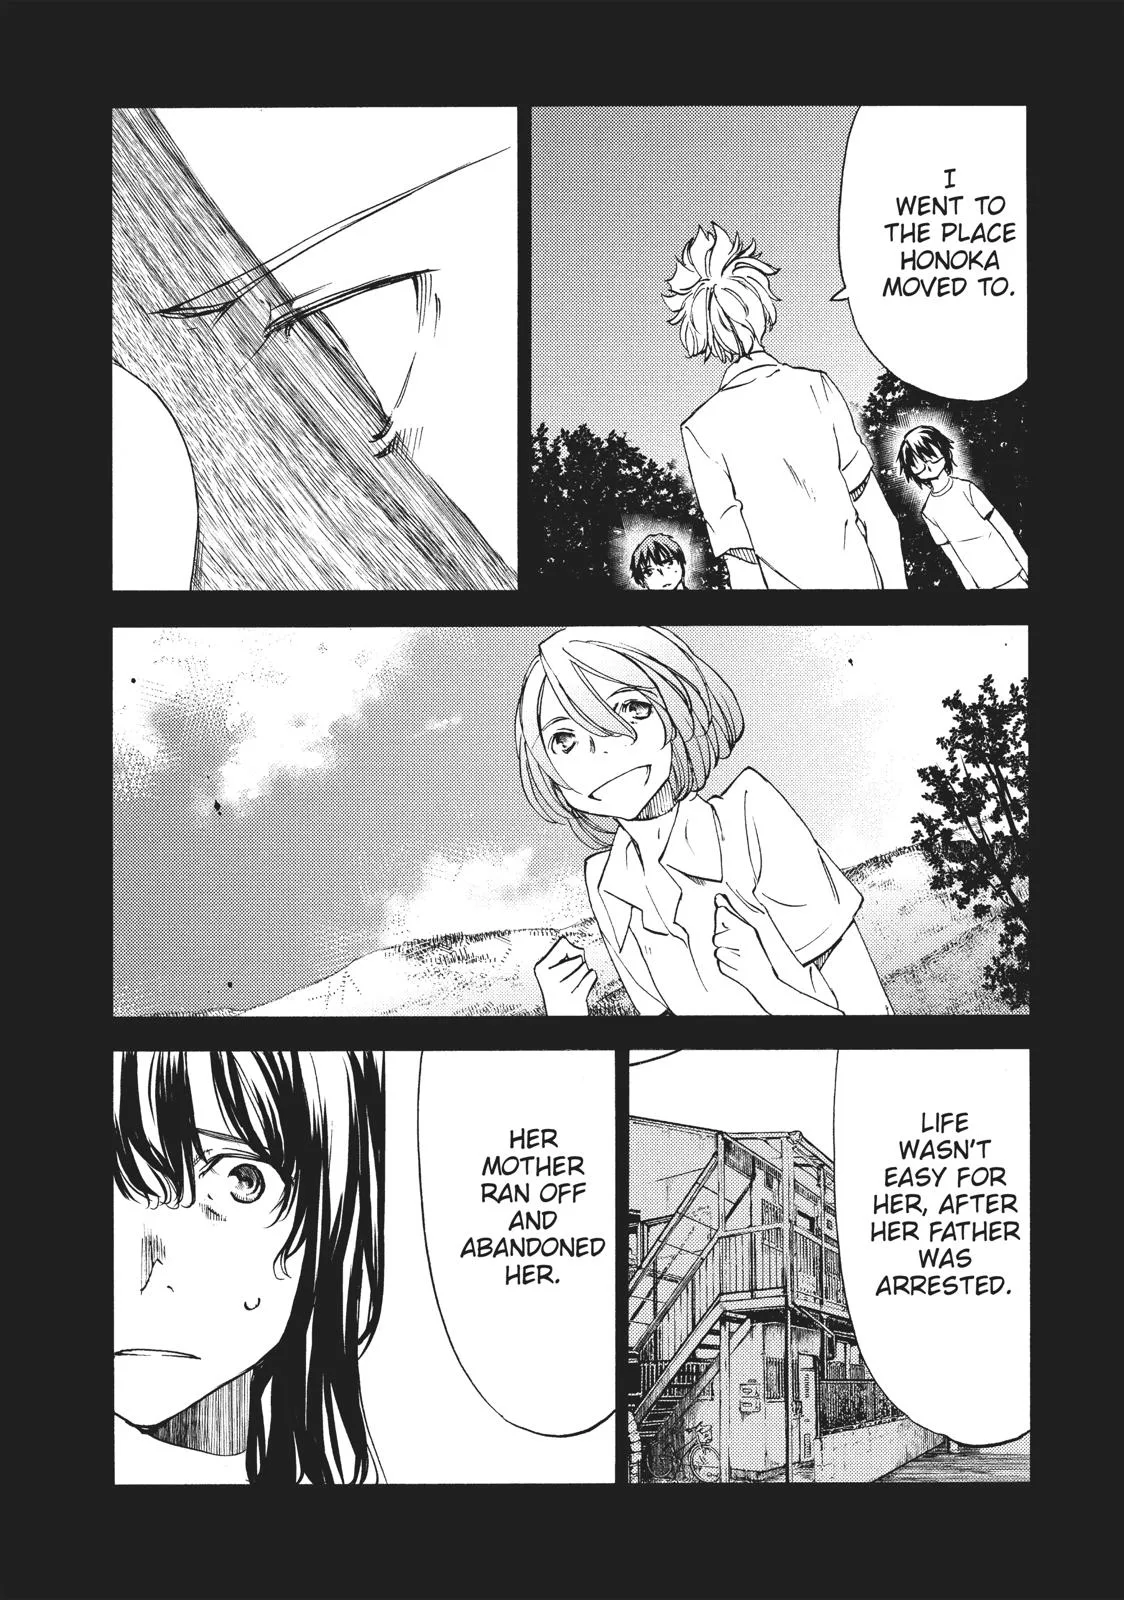 I
WENT TO
THE PLACE
HONOKA
MOVED TO.
LIFE
WASN'T
EASY FOR
HER, AFTER
HER FATHER
WAS
ARRESTED.
HER
MOTHER
RAN OFF
AND
ABANDONED
HER.